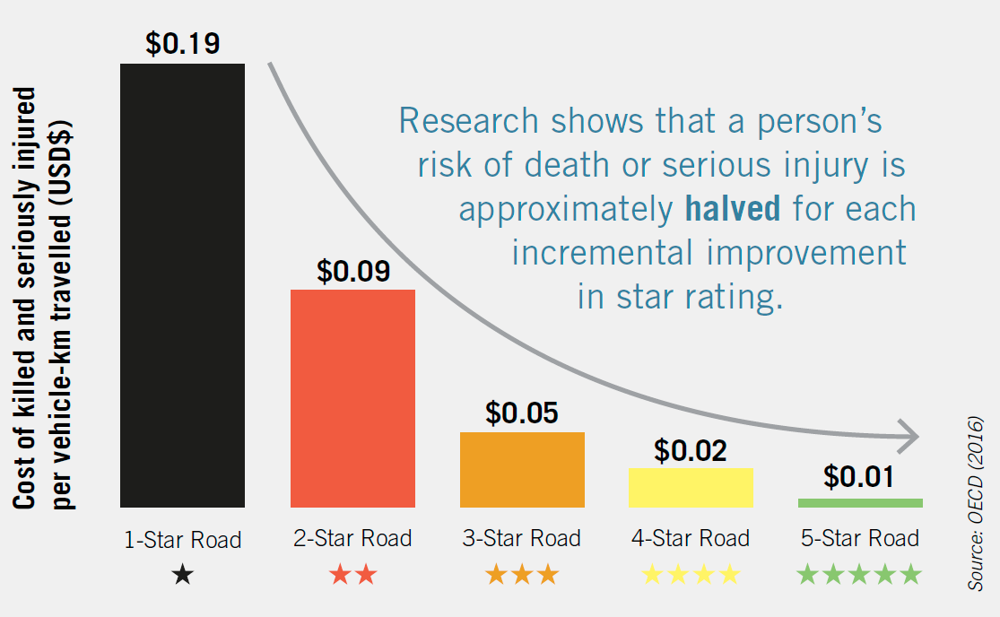 Cost of killed and seriously injured
per vehicle-km travelled (USD$)
$0.19
$0.09
$0.05
$0.02
$0.01
Research shows that a person’s
risk of death or serious injury is
approximately halved for each
incremental improvement
in star rating.
1-Star Road
2-Star Road
3-Star Road
4-Star Road
5-Star Road
Source: OECD (2016)